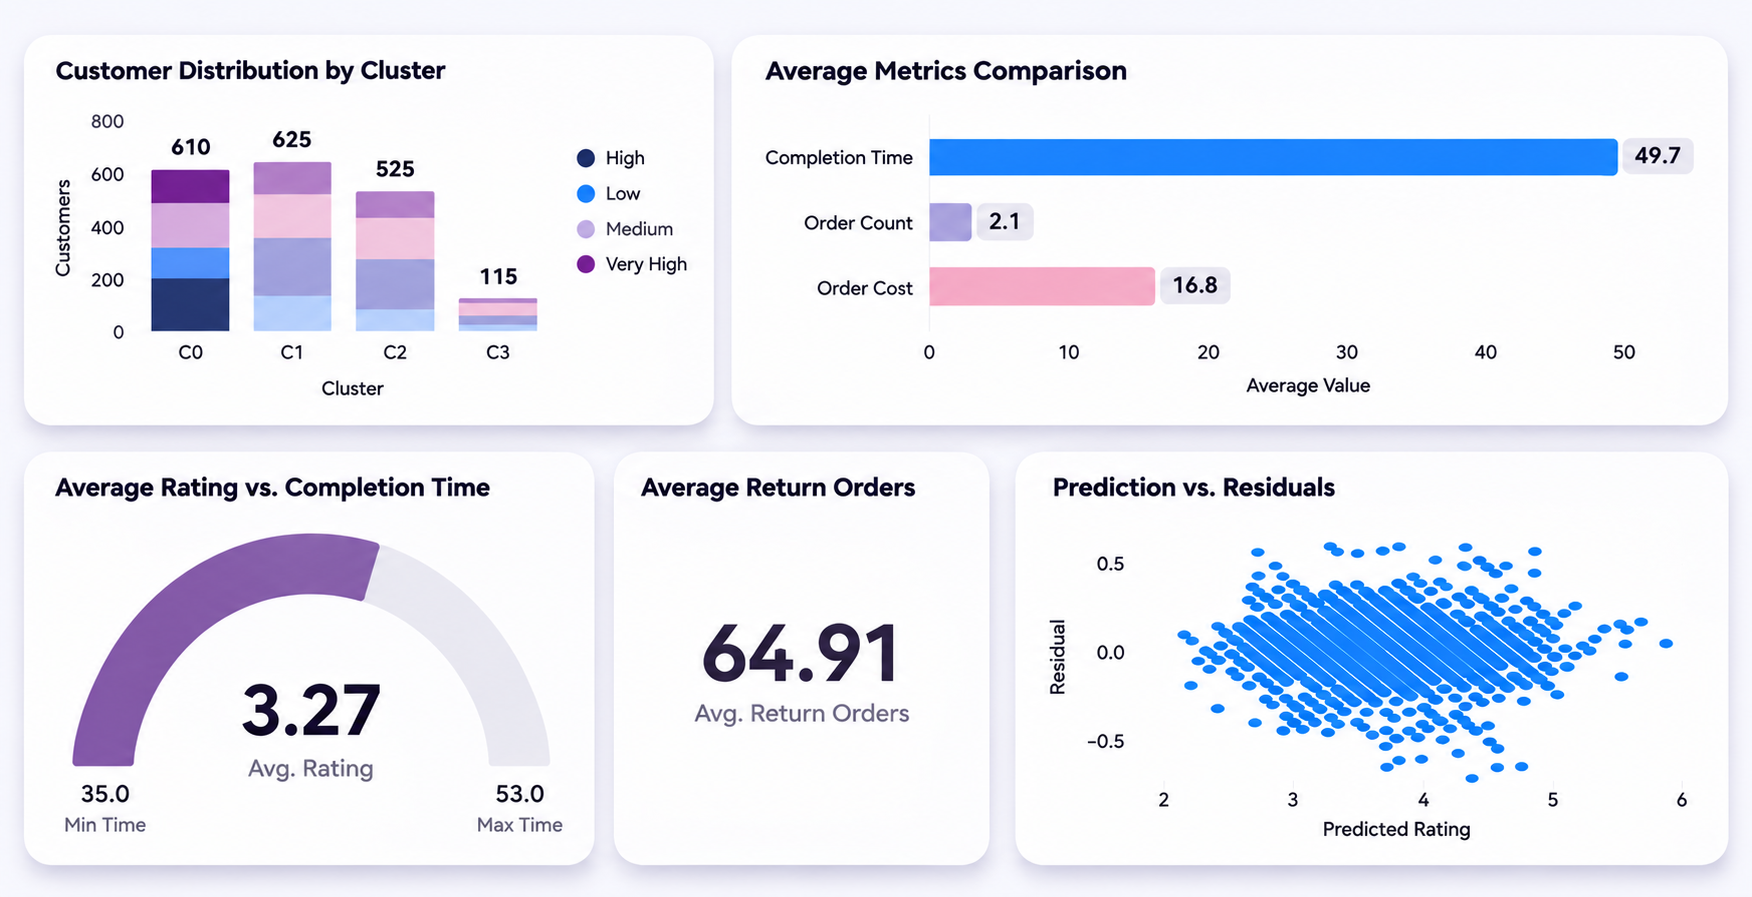 Customer Distribution by Cluster
800
600
400
200
0
Customers
610
625
525
115
C0
C1
C2
C3
Cluster
High
Low
Medium
Very High
Average Metrics Comparison
Completion Time
49.7
Order Count
2.1
Order Cost
16.8
0
10
20
30
40
50
Average Value
Average Rating vs. Completion Time
3.27
Avg. Rating
35.0
Min Time
53.0
Max Time
Average Return Orders
64.91
Avg. Return Orders
Prediction vs. Residuals
0.5
0.0
−0.5
Residual
2
3
4
5
6
Predicted Rating